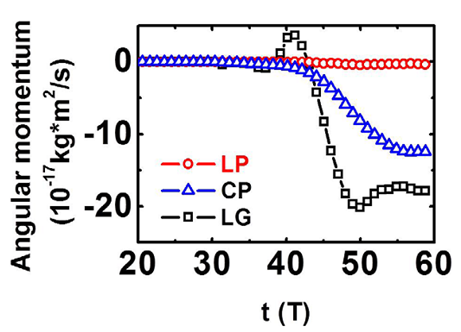 Angular momentum
(10⁻¹⁷kg*m²/s)
0
-10
-20
LP
CP
LG
20 30 40 50 60
t (T)